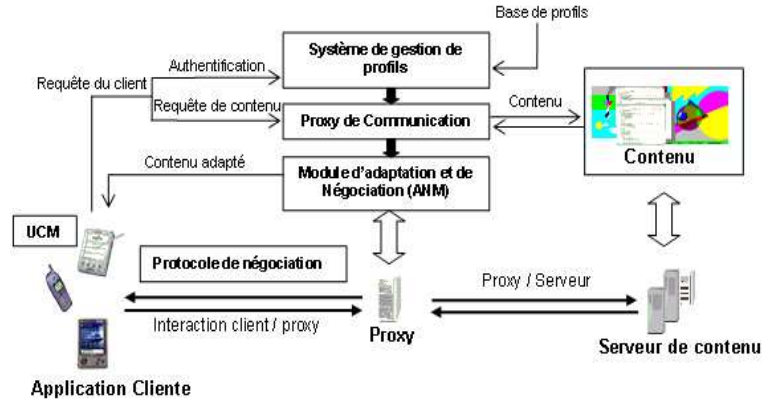 Base de profils
Système de gestion de
profils
Authentification
Requête du client
Requête de contenu
Proxy de Communication
Contenu
Contenu
Contenu adapté
Module d'adaptation et de
Négociation (ANM)
UCM
Protocole de négociation
Proxy / Serveur
Interaction client / proxy
Proxy
Serveur de contenu
Application Cliente